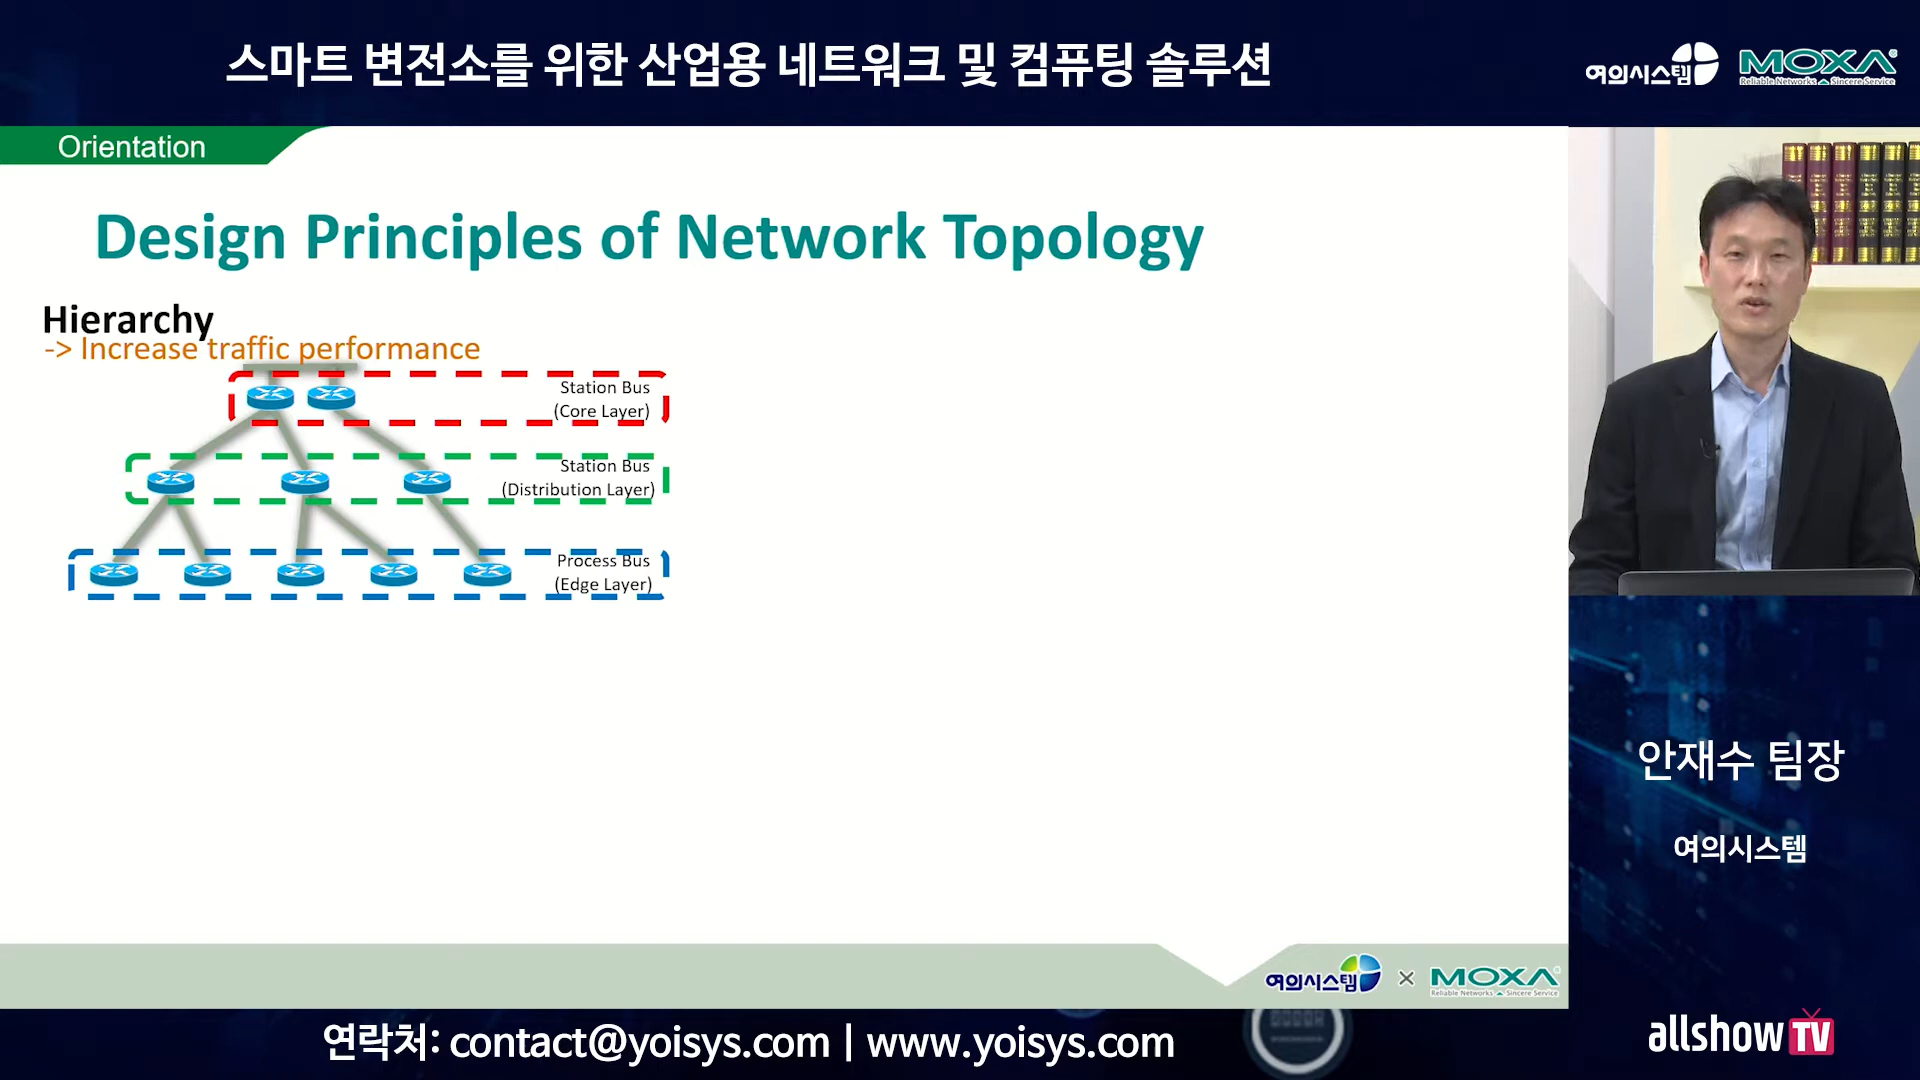 스마트 변전소를 위한 산업용 네트워크 및 컴퓨팅 솔루션
여의시스템
MOXA
Reliable Networks ▲ Sincere Service
Orientation
Design Principles of Network Topology
Hierarchy
-> Increase traffic performance
Station Bus
(Core Layer)
Station Bus
(Distribution Layer)
Process Bus
(Edge Layer)
안재수 팀장
여의시스템
여의시스템 × MOXA
Reliable Networks ▲ Sincere Service
연락처: contact@yoisys.com | www.yoisys.com
allshowTV